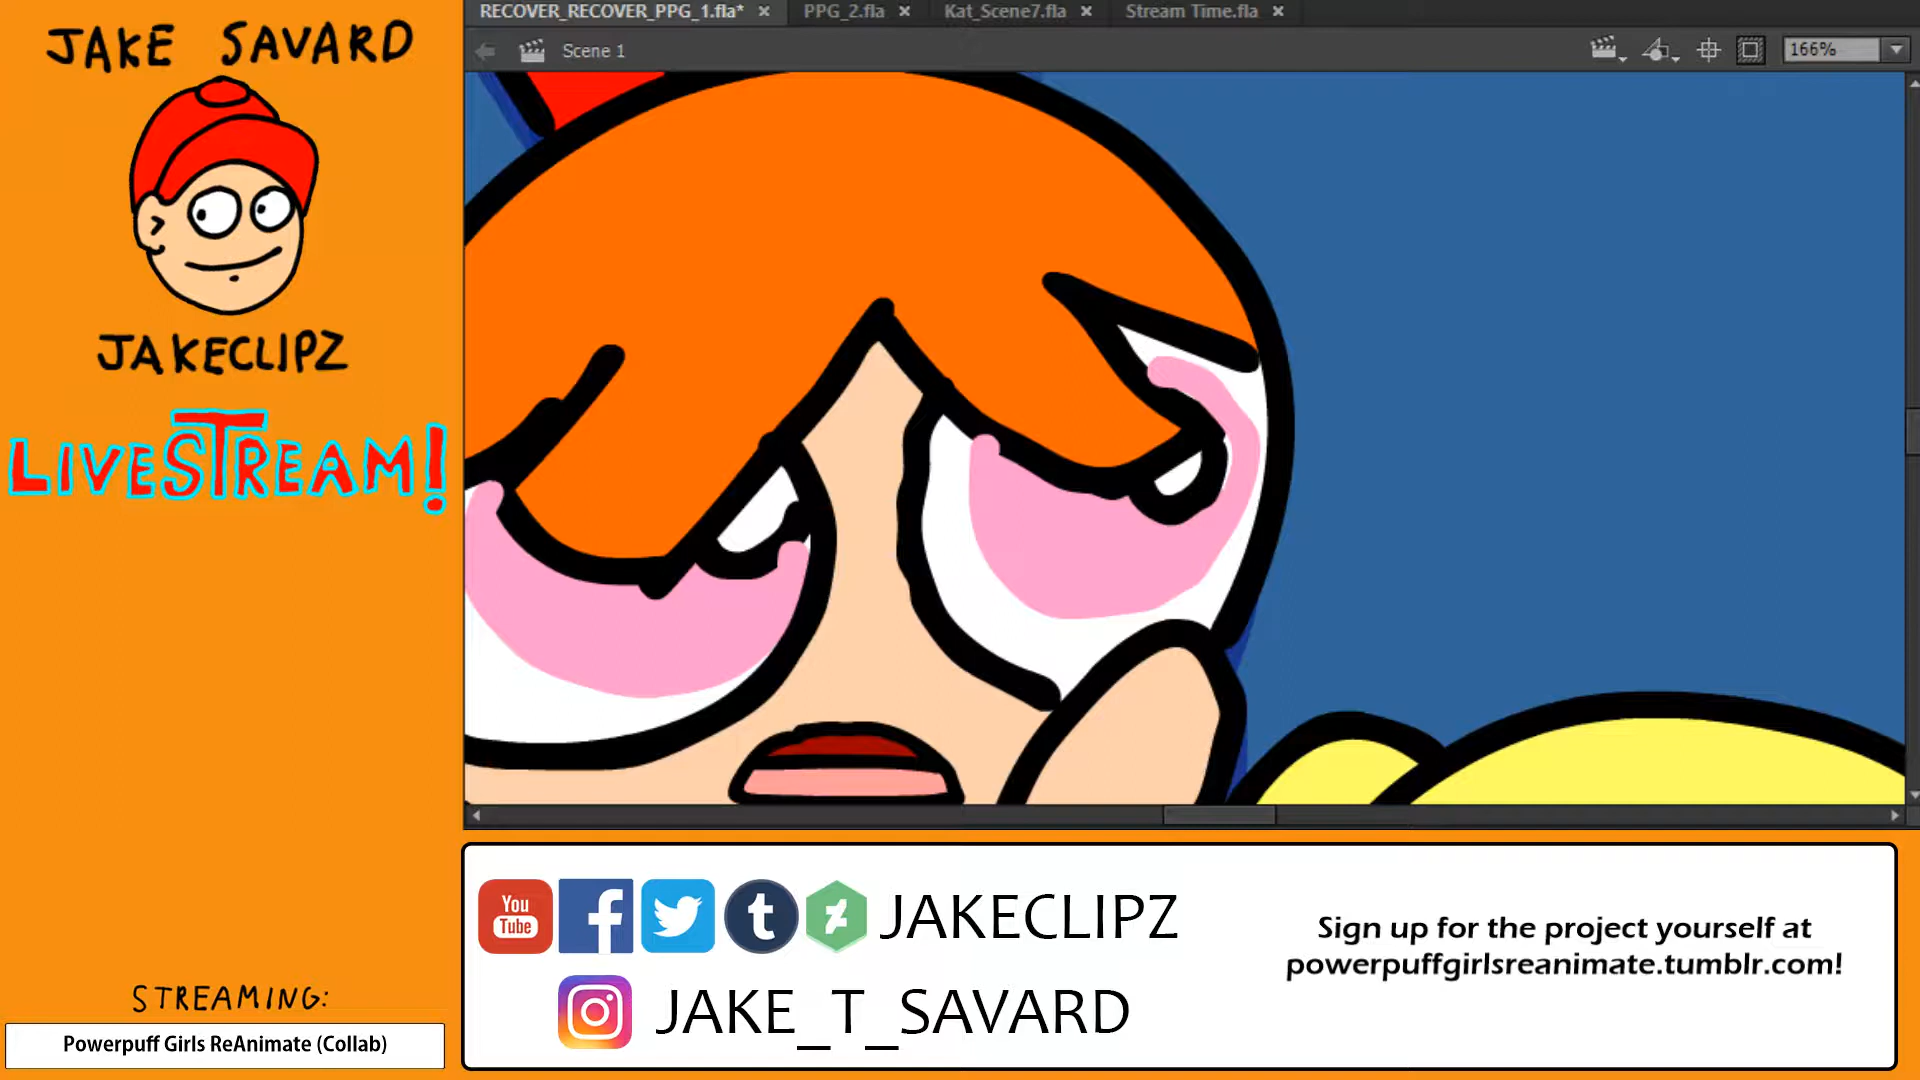 JAKE SAVARD
JAKECLIPZ
LIVESTREAM!
STREAMING:
Powerpuff Girls ReAnimate (Collab)
RECOVER_RECOVER_PPG_1.fla* × PPG_2.fla × Kat_Scene7.fla × Stream Time.fla ×
Scene 1
166%
You
Tube
JAKECLIPZ
JAKE_T_SAVARD
Sign up for the project yourself at
powerpuffgirlsreanimate.tumblr.com!